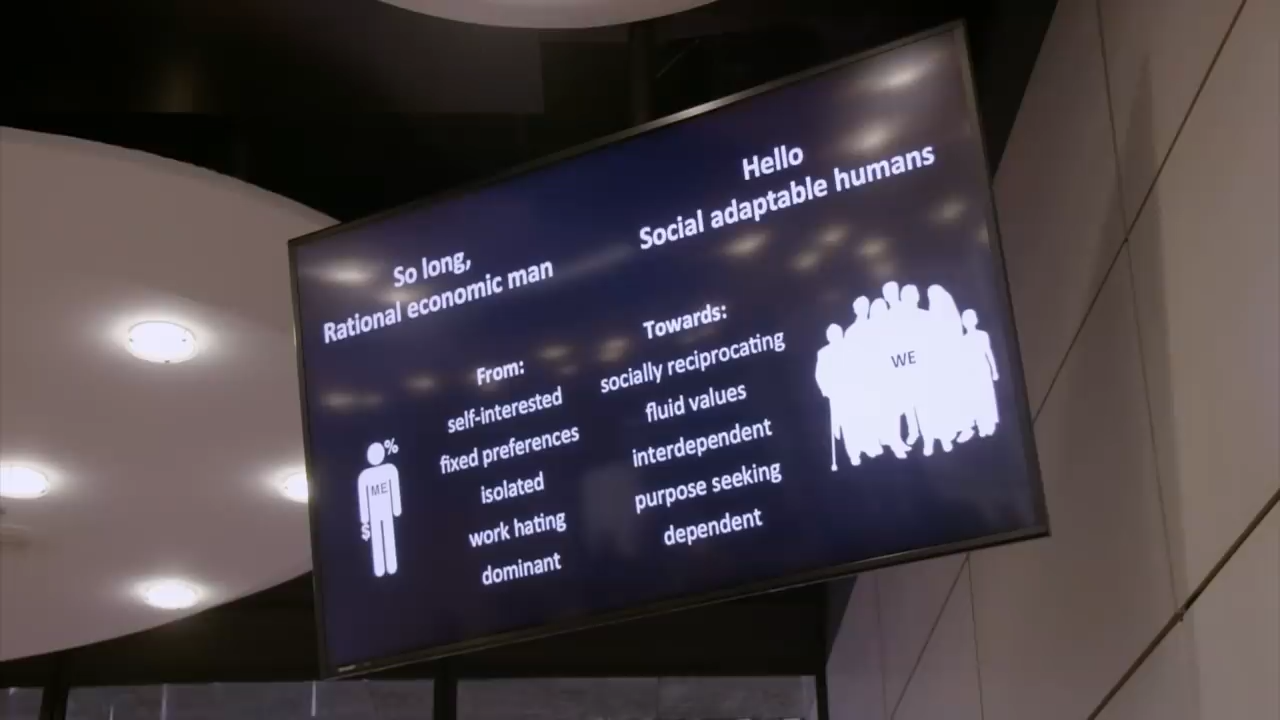 So long,
Rational economic man
From:
self-interested
fixed preferences
isolated
work hating
dominant
%
ME
$
Hello
Social adaptable humans
Towards:
socially reciprocating
fluid values
interdependent
purpose seeking
dependent
WE